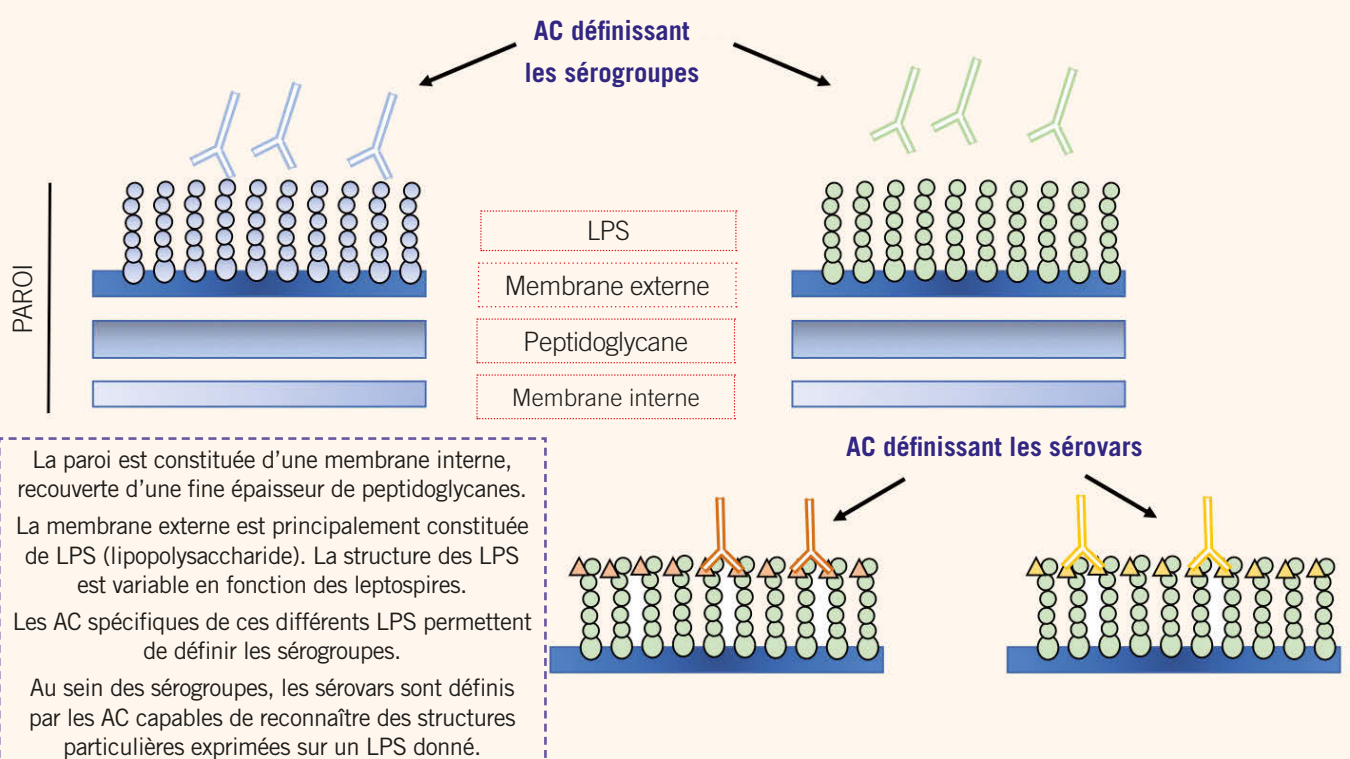 AC définissant
les sérogroupes
PAROI
LPS
Membrane externe
Peptidoglycane
Membrane interne
AC définissant les sérovars
La paroi est constituée d’une membrane interne,
recouverte d’une fine épaisseur de peptidoglycanes.
La membrane externe est principalement constituée
de LPS (lipopolysaccharide). La structure des LPS
est variable en fonction des leptospires.
Les AC spécifiques de ces différents LPS permettent
de définir les sérogroupes.
Au sein des sérogroupes, les sérovars sont définis
par les AC capables de reconnaître des structures
particulières exprimées sur un LPS donné.